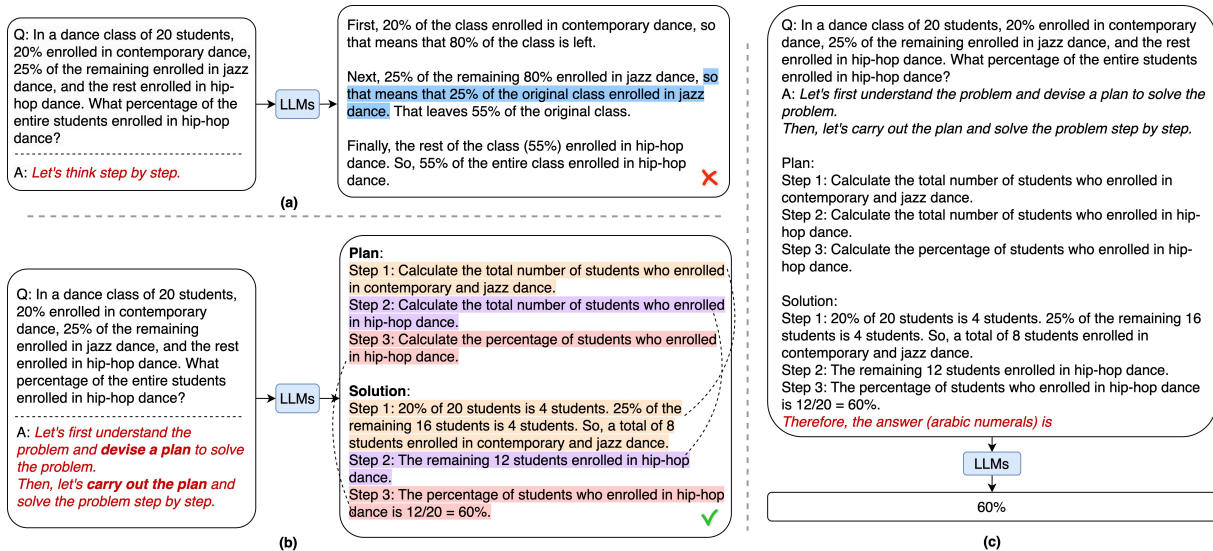 Q: In a dance class of 20 students,
20% enrolled in contemporary dance,
25% of the remaining enrolled in jazz
dance, and the rest enrolled in hip-
hop dance. What percentage of the
entire students enrolled in hip-hop
dance?
A: Let's think step by step.
LLMs
First, 20% of the class enrolled in contemporary dance, so
that means that 80% of the class is left.
Next, 25% of the remaining 80% enrolled in jazz dance, so
that means that 25% of the original class enrolled in jazz
dance. That leaves 55% of the original class.
Finally, the rest of the class (55%) enrolled in hip-hop
dance. So, 55% of the entire class enrolled in hip-hop
dance.
(a)
Q: In a dance class of 20 students,
20% enrolled in contemporary
dance, 25% of the remaining
enrolled in jazz dance, and the rest
enrolled in hip-hop dance. What
percentage of the entire students
enrolled in hip-hop dance?
A: Let's first understand the
problem and devise a plan to solve
the problem.
Then, let's carry out the plan and
solve the problem step by step.
LLMs
Plan:
Step 1: Calculate the total number of students who enrolled
in contemporary and jazz dance.
Step 2: Calculate the total number of students who enrolled
in hip-hop dance.
Step 3: Calculate the percentage of students who enrolled
in hip-hop dance.
Solution:
Step 1: 20% of 20 students is 4 students. 25% of the
remaining 16 students is 4 students. So, a total of 8
students enrolled in contemporary and jazz dance.
Step 2: The remaining 12 students enrolled in hip-hop
dance.
Step 3: The percentage of students who enrolled in hip-hop
dance is 12/20 = 60%.
(b)
Q: In a dance class of 20 students, 20% enrolled in contemporary
dance, 25% of the remaining enrolled in jazz dance, and the rest
enrolled in hip-hop dance. What percentage of the entire students
enrolled in hip-hop dance?
A: Let's first understand the problem and devise a plan to solve the
problem.
Then, let's carry out the plan and solve the problem step by step.
Plan:
Step 1: Calculate the total number of students who enrolled in
contemporary and jazz dance.
Step 2: Calculate the total number of students who enrolled in hip-
hop dance.
Step 3: Calculate the percentage of students who enrolled in hip-
hop dance.
Solution:
Step 1: 20% of 20 students is 4 students. 25% of the remaining 16
students is 4 students. So, a total of 8 students enrolled in
contemporary and jazz dance.
Step 2: The remaining 12 students enrolled in hip-hop dance.
Step 3: The percentage of students who enrolled in hip-hop dance
is 12/20 = 60%.
Therefore, the answer (arabic numerals) is
LLMs
60%
(c)